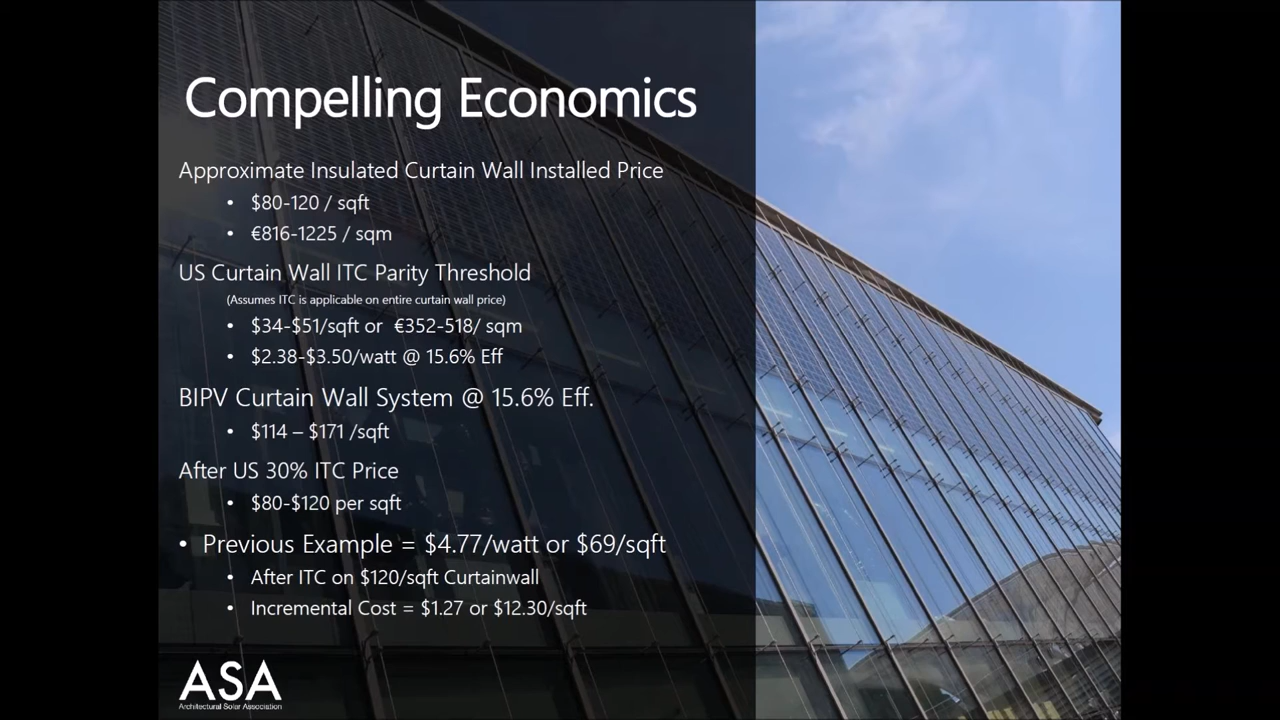 Compelling Economics
Approximate Insulated Curtain Wall Installed Price
• $80-120 / sqft
• €816-1225 / sqm
US Curtain Wall ITC Parity Threshold
(Assumes ITC is applicable on entire curtain wall price)
• $34-$51/sqft or €352-518/ sqm
• $2.38-$3.50/watt @ 15.6% Eff
BIPV Curtain Wall System @ 15.6% Eff.
• $114 – $171 /sqft
After US 30% ITC Price
• $80-$120 per sqft
• Previous Example = $4.77/watt or $69/sqft
• After ITC on $120/sqft Curtainwall
• Incremental Cost = $1.27 or $12.30/sqft
ASA
Architectural Solar Association